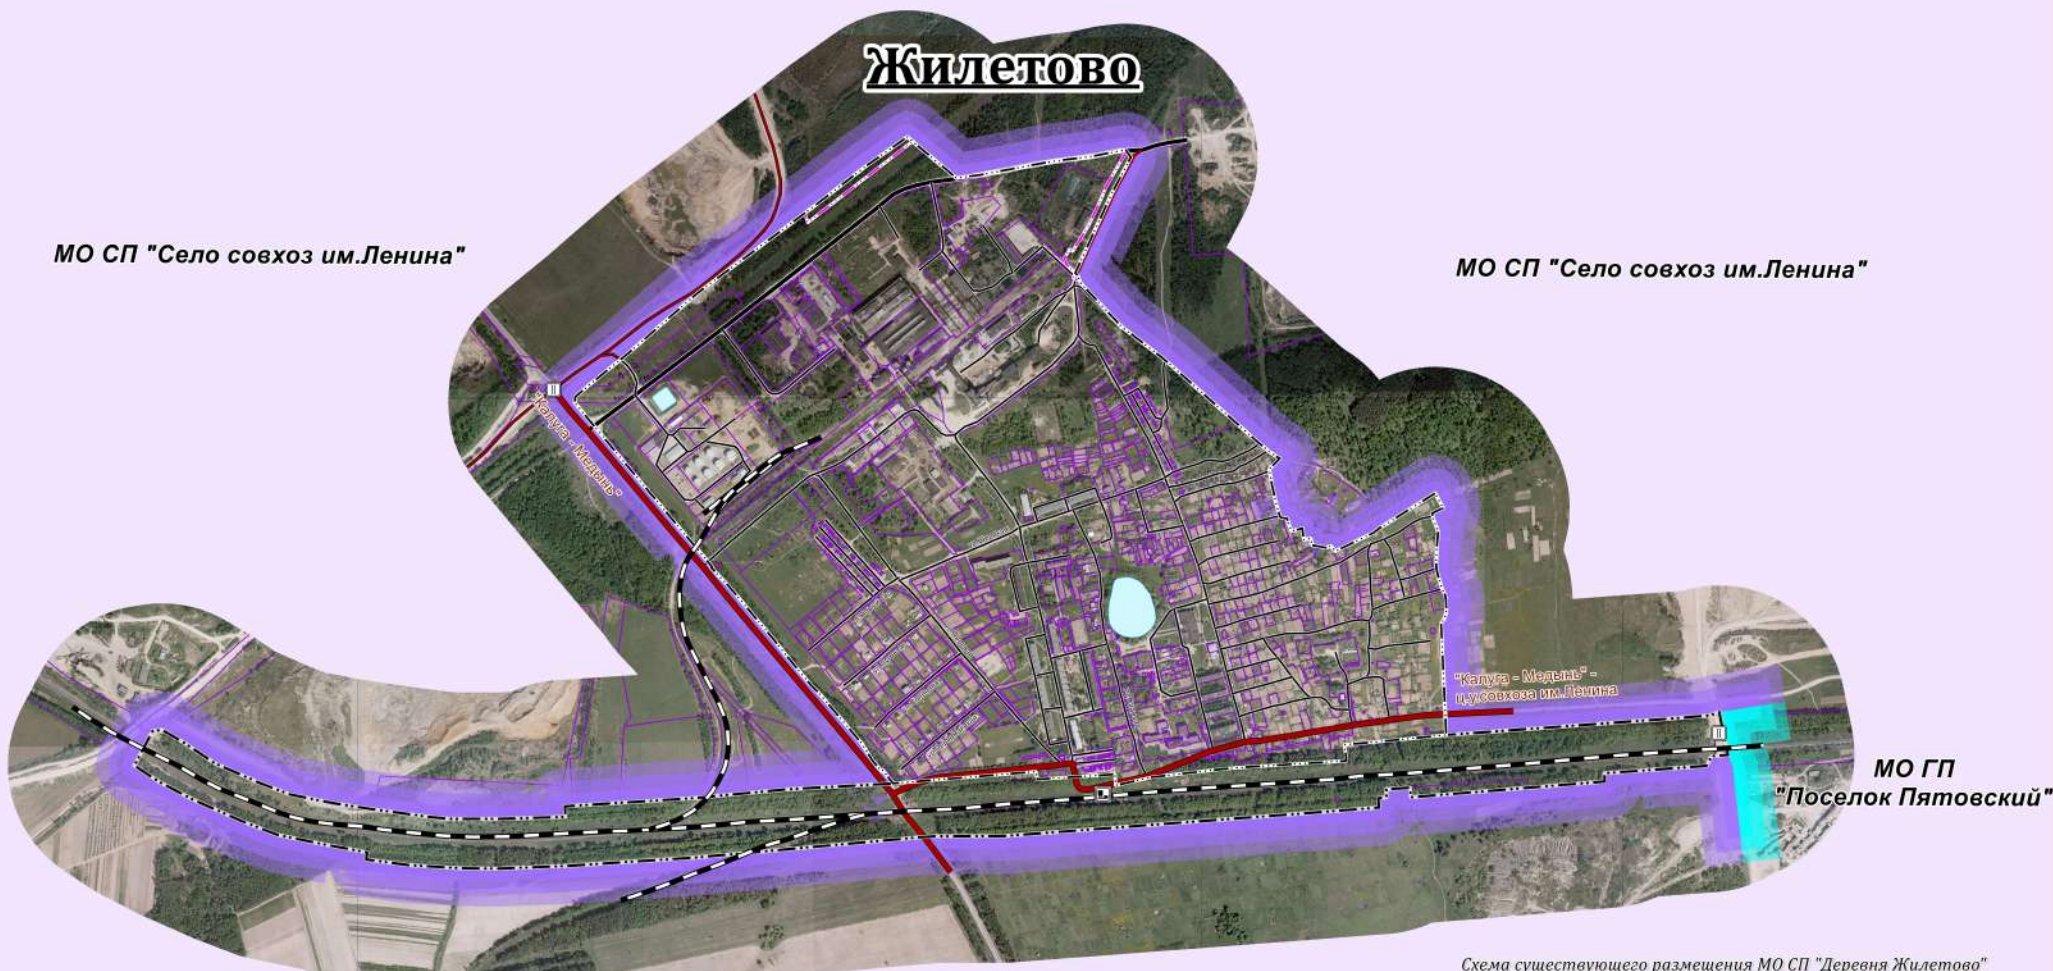 Жилетово
МО СП "Село совхоз им.Ленина"
МО СП "Село совхоз им.Ленина"
"Калуга - Медынь"
"Калуга - Медынь" -
ц.у.совхоза им.Ленина
МО ГП
"Поселок Пятовский"
Схема существующего размещения МО СП "Деревня Жилетово"